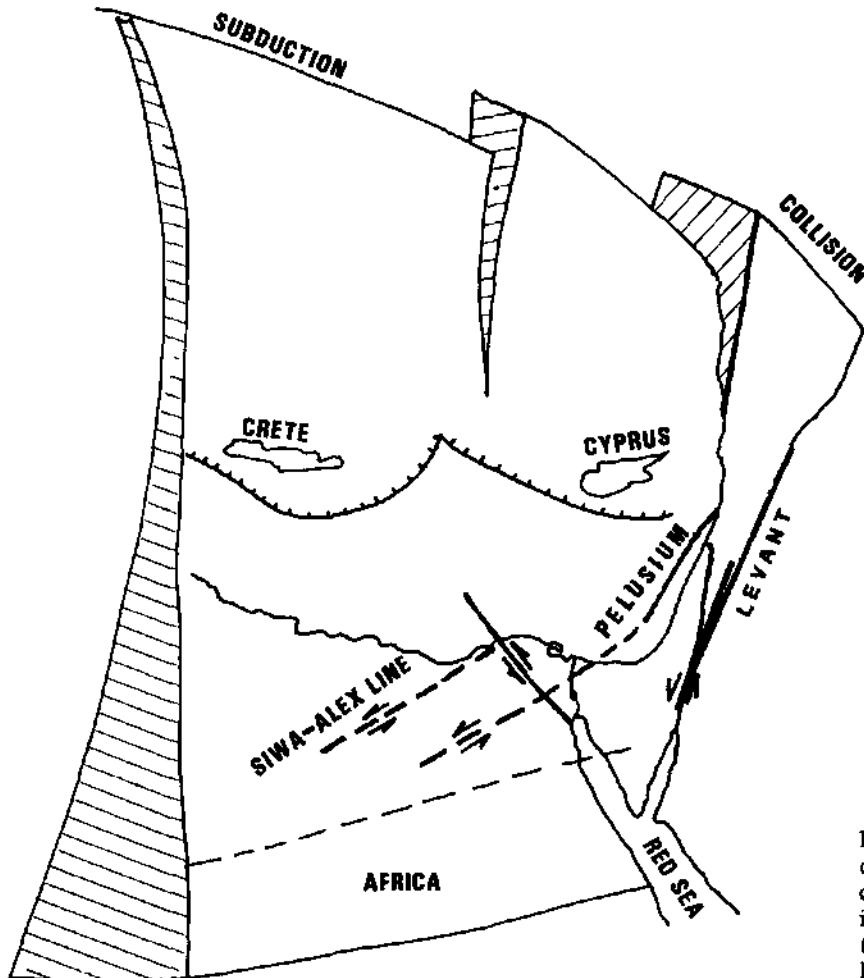 SUBDUCTION
COLLISION
CRETE
CYPRUS
PELUSIUM
LEVANT
SIWA-ALEX LINE
AFRICA
RED SEA